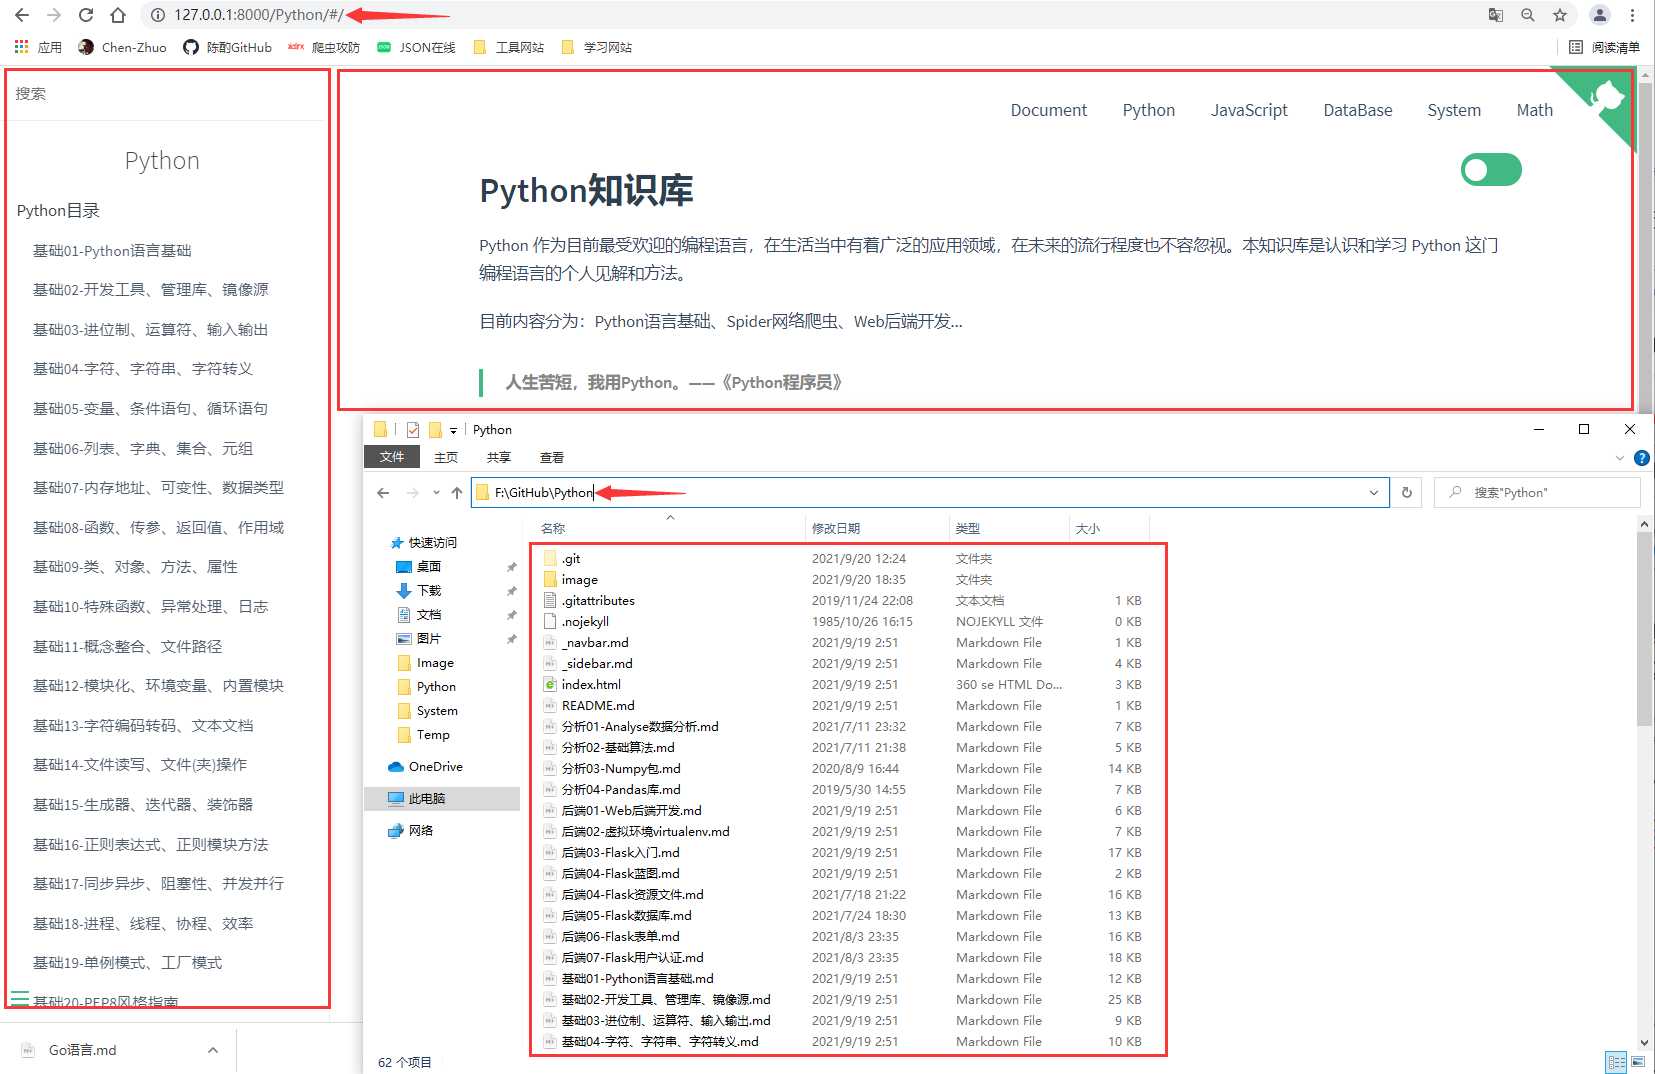 127.0.0.1:8000/Python/#/
应用
Chen-Zhuo
陈酌GitHub
爬虫攻防
JSON在线
工具网站
学习网站
阅读清单
搜索
Python
Python目录
基础01-Python语言基础
基础02-开发工具、管理库、镜像源
基础03-进位制、运算符、输入输出
基础04-字符、字符串、字符转义
基础05-变量、条件语句、循环语句
基础06-列表、字典、集合、元组
基础07-内存地址、可变性、数据类型
基础08-函数、传参、返回值、作用域
基础09-类、对象、方法、属性
基础10-特殊函数、异常处理、日志
基础11-概念整合、文件路径
基础12-模块化、环境变量、内置模块
基础13-字符编码转码、文本文档
基础14-文件读写、文件(夹)操作
基础15-生成器、迭代器、装饰器
基础16-正则表达式、正则模块方法
基础17-同步异步、阻塞性、并发并行
基础18-进程、线程、协程、效率
基础19-单例模式、工厂模式
基础20-PEP8风格指南
Document Python JavaScript DataBase System Math
Python知识库
Python 作为目前最受欢迎的编程语言，在生活当中有着广泛的应用领域，在未来的流行程度也不容忽视。本知识库是认识和学习 Python 这门
编程语言的个人见解和方法。
目前内容分为：Python语言基础、Spider网络爬虫、Web后端开发...
人生苦短，我用Python。——《Python程序员》
Python
文件 主页 共享 查看
F:\GitHub\Python
搜索"Python"
快速访问
桌面
下载
文档
图片
Image
Python
System
Temp
OneDrive
此电脑
网络
名称 修改日期 类型 大小
.git 2021/9/20 12:24 文件夹
image 2021/9/20 18:35 文件夹
.gitattributes 2019/11/24 22:08 文本文档 1 KB
.nojekyll 1985/10/26 16:15 NOJEKYLL 文件 0 KB
_navbar.md 2021/9/19 2:51 Markdown File 1 KB
_sidebar.md 2021/9/19 2:51 Markdown File 4 KB
index.html 2021/9/19 2:51 360 se HTML Do... 3 KB
README.md 2021/9/19 2:51 Markdown File 1 KB
分析01-Analyse数据分析.md 2021/7/11 23:32 Markdown File 7 KB
分析02-基础算法.md 2021/7/11 21:38 Markdown File 5 KB
分析03-Numpy包.md 2020/8/9 16:44 Markdown File 14 KB
分析04-Pandas库.md 2019/5/30 14:55 Markdown File 7 KB
后端01-Web后端开发.md 2021/9/19 2:51 Markdown File 6 KB
后端02-虚拟环境virtualenv.md 2021/9/19 2:51 Markdown File 7 KB
后端03-Flask入门.md 2021/9/19 2:51 Markdown File 17 KB
后端04-Flask蓝图.md 2021/9/19 2:51 Markdown File 2 KB
后端04-Flask资源文件.md 2021/7/18 21:22 Markdown File 16 KB
后端05-Flask数据库.md 2021/7/24 18:30 Markdown File 13 KB
后端06-Flask表单.md 2021/8/3 23:35 Markdown File 16 KB
后端07-Flask用户认证.md 2021/8/3 23:35 Markdown File 18 KB
基础01-Python语言基础.md 2021/9/19 2:51 Markdown File 12 KB
基础02-开发工具、管理库、镜像源.md 2021/9/19 2:51 Markdown File 25 KB
基础03-进位制、运算符、输入输出.md 2021/9/19 2:51 Markdown File 9 KB
基础04-字符、字符串、字符转义.md 2021/9/19 2:51 Markdown File 10 KB
62 个项目
Go语言.md